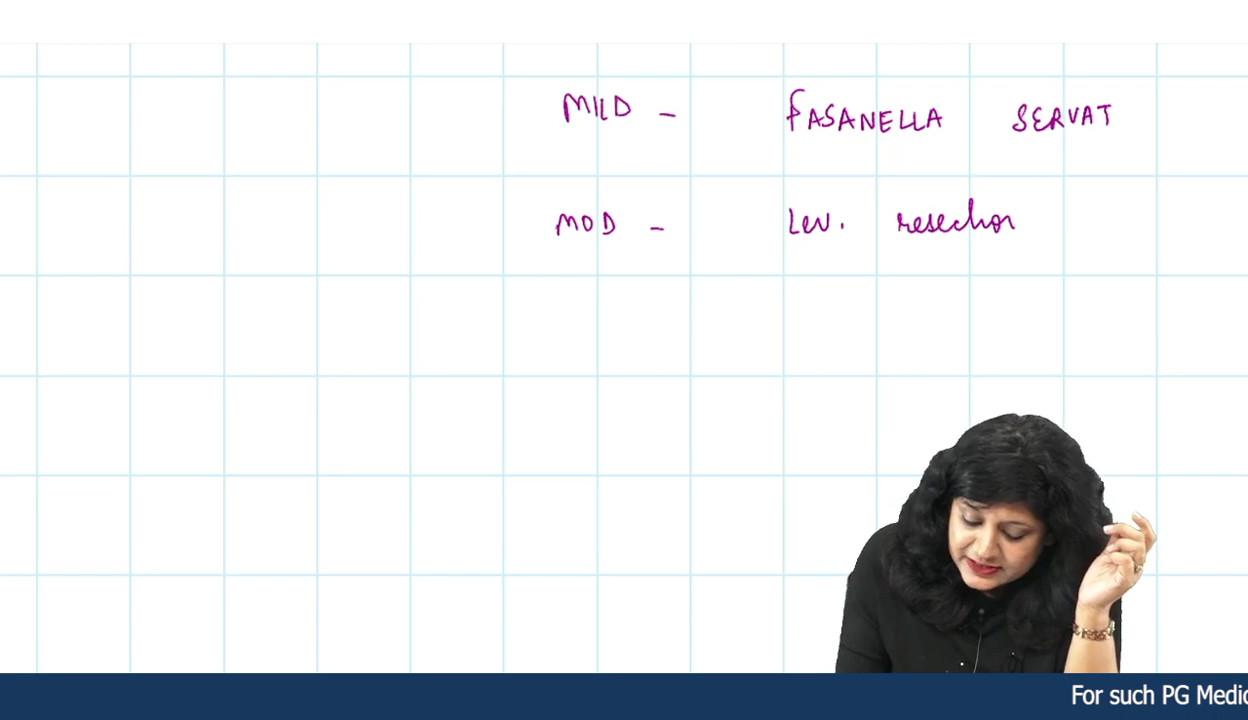 MILD - FASANELLA SERVAT
MOD - Lev. resection
For such PG Medic